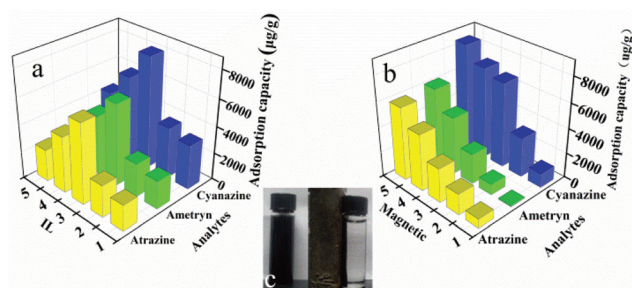 a
8000
6000
4000
2000
0
Adsorption capacity (μg/g)
5
4
3
2
1
IL
Cyanazine
Ametryn
Atrazine
Analytes
b
8000
6000
4000
2000
0
Adsorption capacity（ug/g）
5
4
3
2
1
Magnetic
Cyanazine
Ametryn
Atrazine
Analytes
c